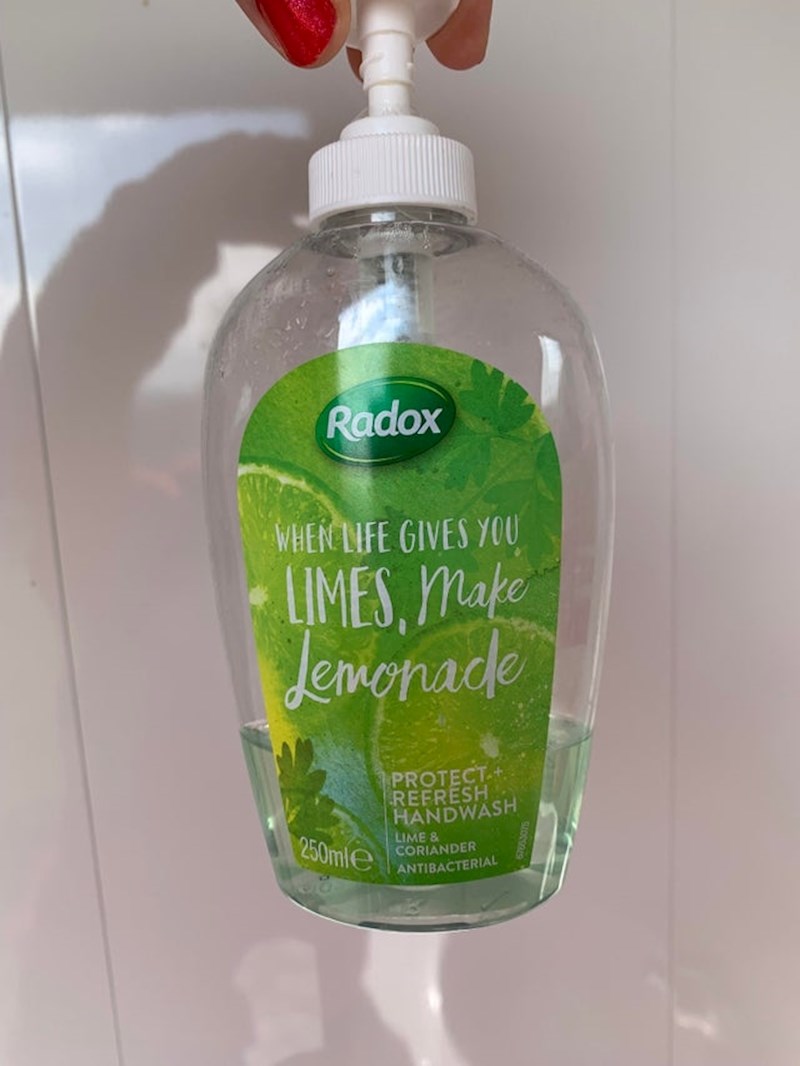 Radox
WHEN LIFE GIVES YOU
LIMES, Make
Lemonade
PROTECT +
REFRESH
HANDWASH
LIME &
CORIANDER
ANTIBACTERIAL
250ml e